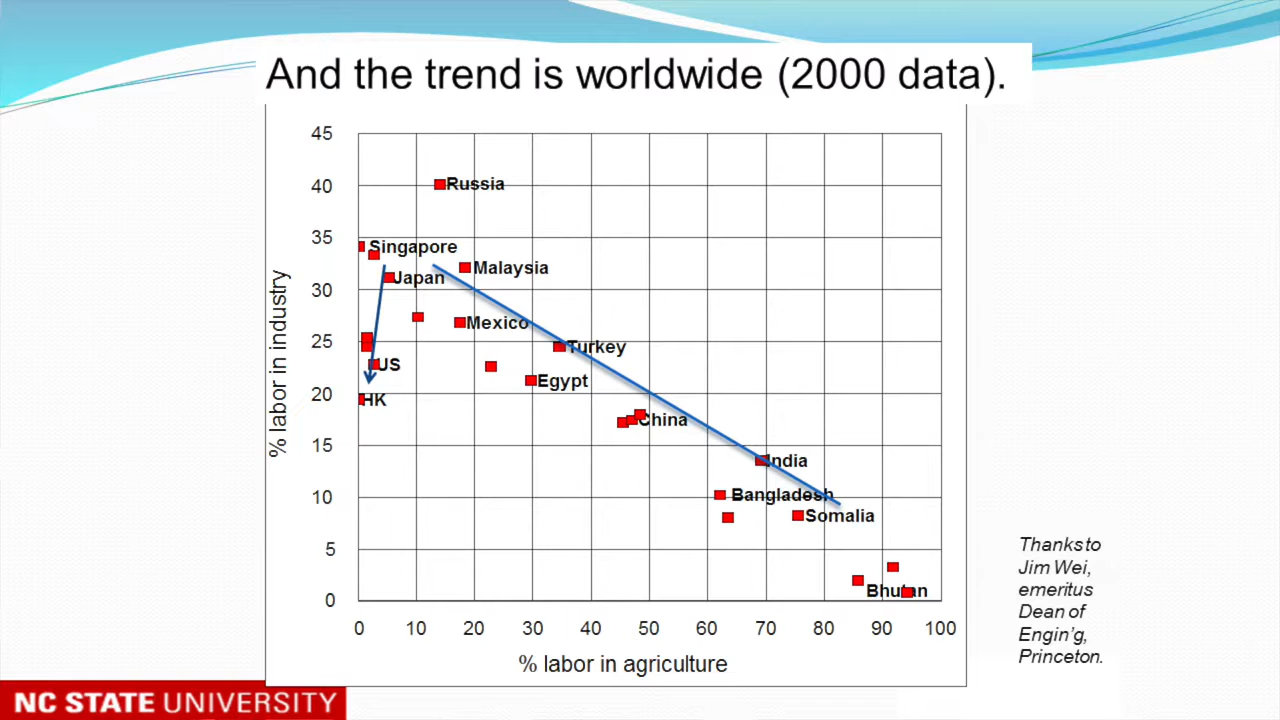 And the trend is worldwide (2000 data).
45
40
35
30
25
20
15
10
5
0
% labor in industry
Russia
Singapore
Malaysia
Japan
Mexico
Turkey
US
Egypt
HK
China
India
Bangladesh
Somalia
Bhutan
0 10 20 30 40 50 60 70 80 90 100
% labor in agriculture
Thanks to
Jim Wei,
emeritus
Dean of
Engin’g,
Princeton.
NC STATE UNIVERSITY